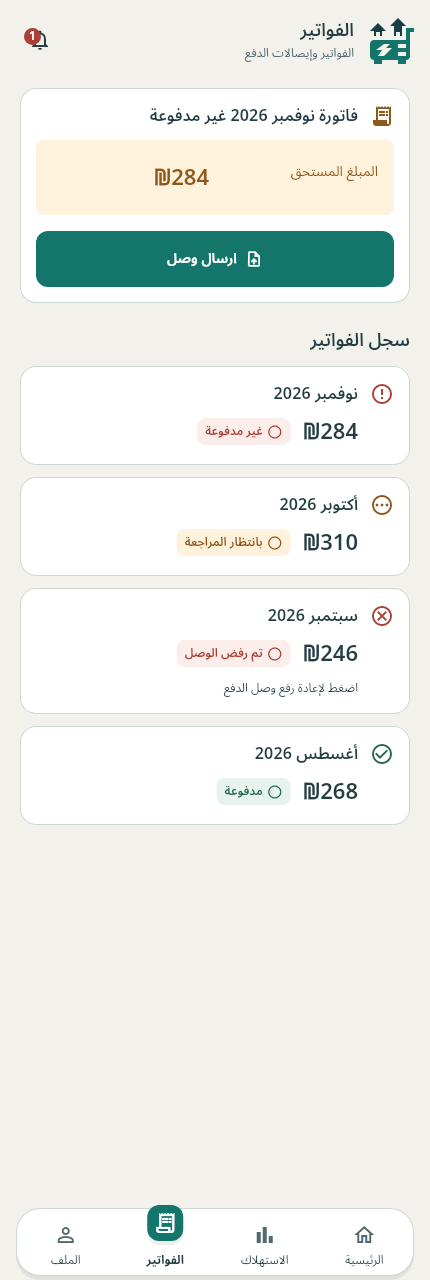 الفواتير
الفواتير وإيصالات الدفع
1
فاتورة نوفمبر 2026 غير مدفوعة
المبلغ المستحق
₪284
ارسال وصل
سجل الفواتير
نوفمبر 2026
₪284
غير مدفوعة
أكتوبر 2026
₪310
بانتظار المراجعة
سبتمبر 2026
₪246
تم رفض الوصل
اضغط لإعادة رفع وصل الدفع
أغسطس 2026
₪268
مدفوعة
الرئيسية
الاستهلاك
الفواتير
الملف